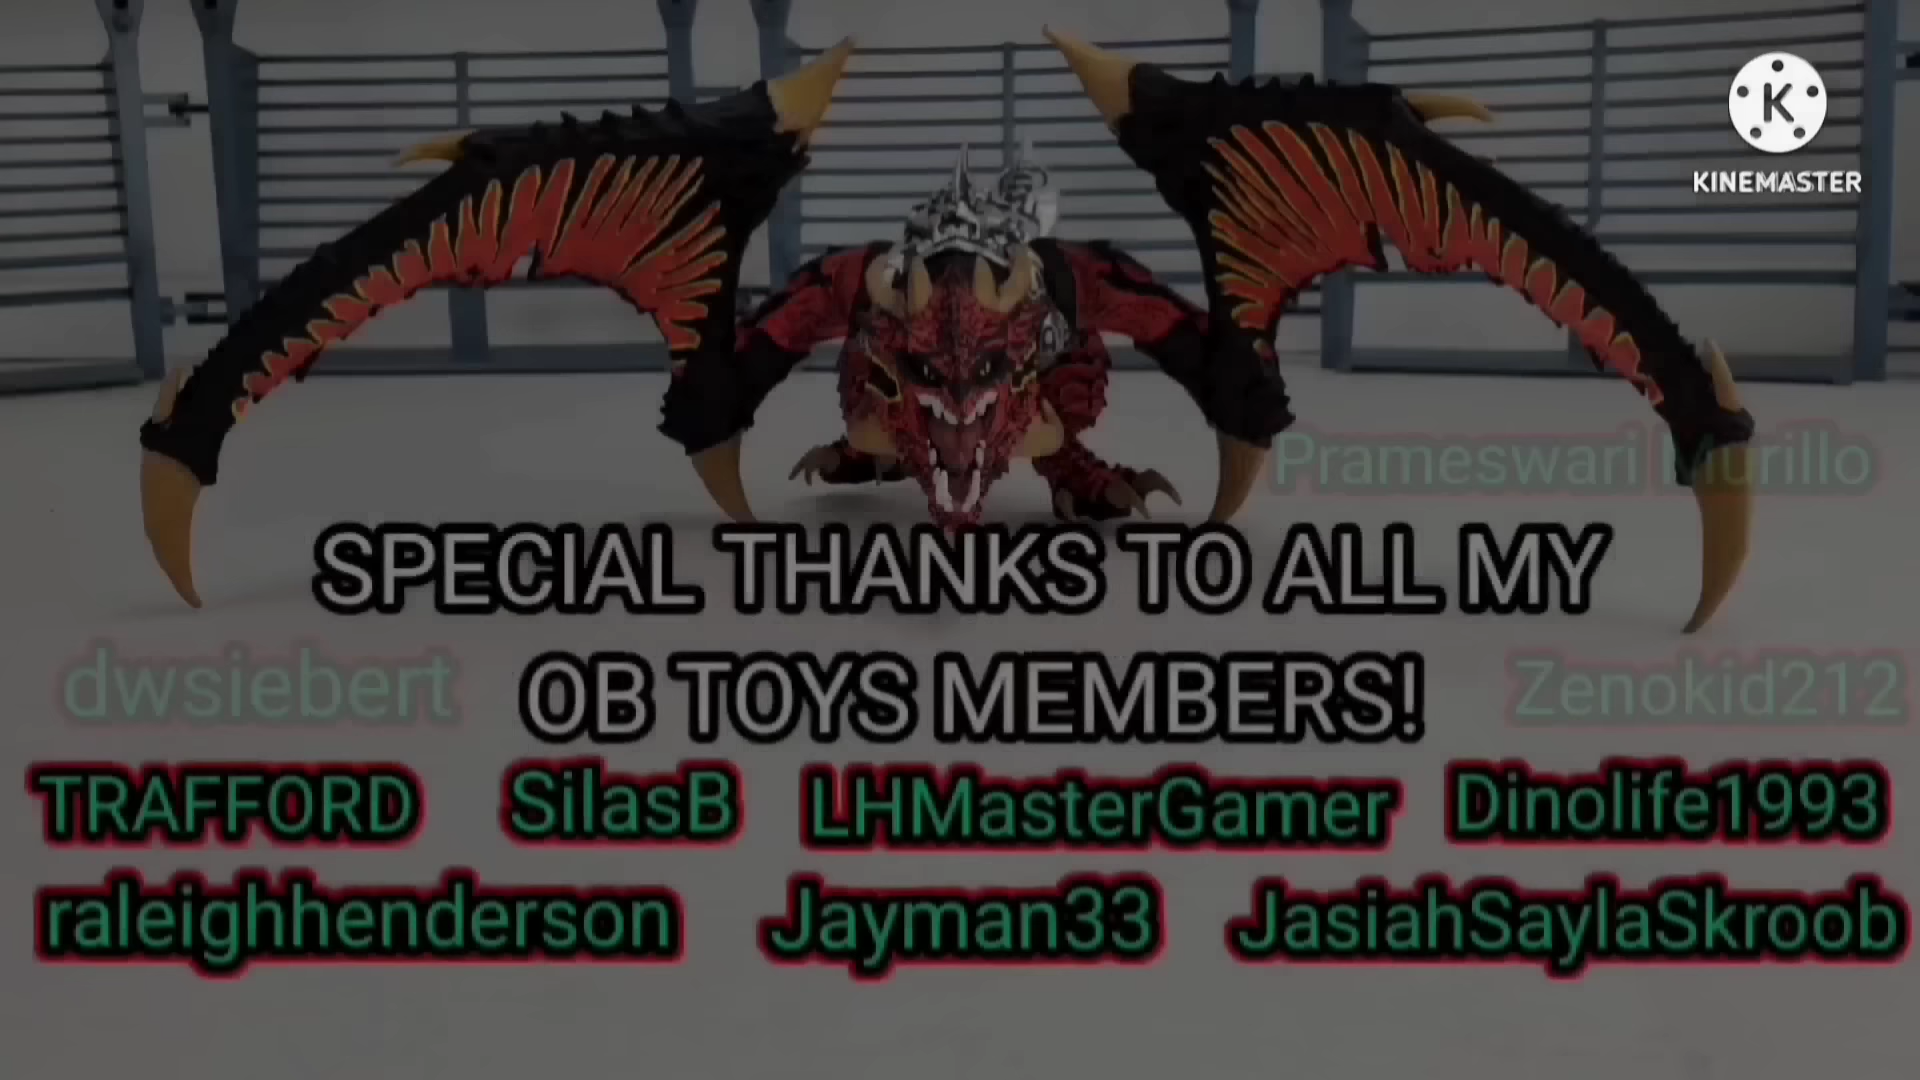 K
KINEMASTER
Prameswari Murillo
SPECIAL THANKS TO ALL MY
OB TOYS MEMBERS!
dwsiebert
Zenokid212
TRAFFORD SilasB LHMasterGamer Dinolife1993
raleighhenderson Jayman33 JasiahSaylaSkroob